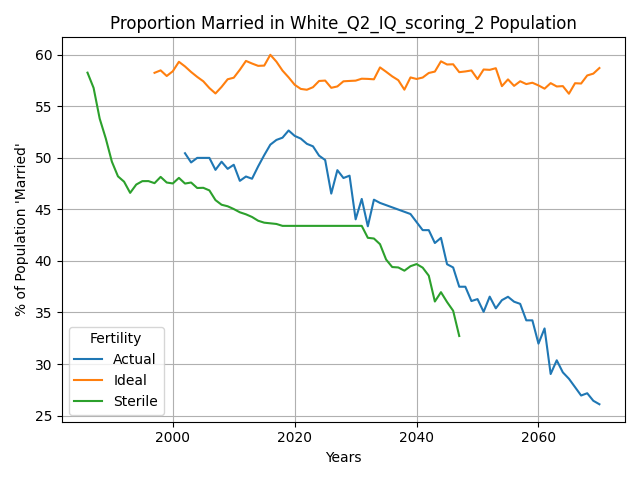 Proportion Married in White_Q2_IQ_scoring_2 Population
% of Population 'Married'
60
55
50
45
40
35
30
25
Fertility
Actual
Ideal
Sterile
2000
2020
2040
2060
Years